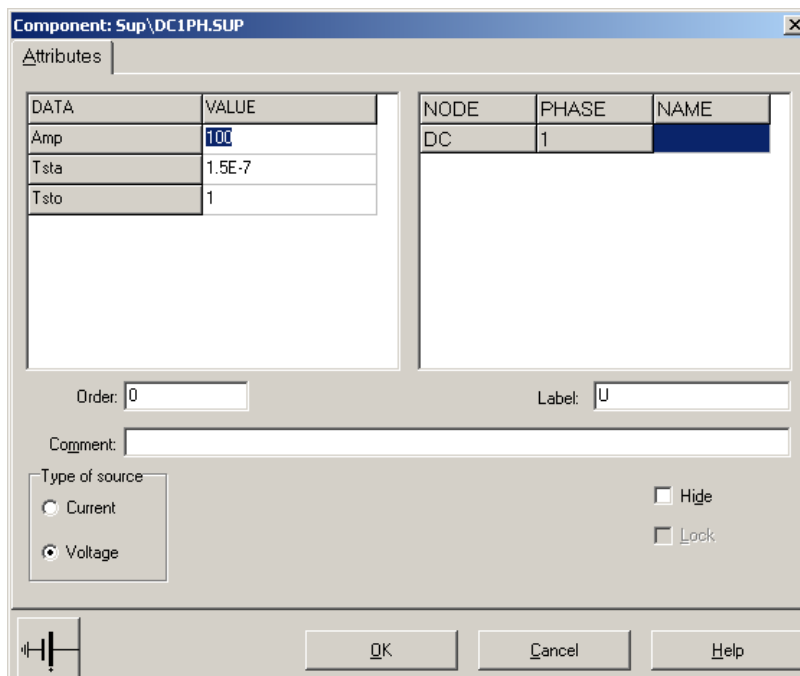 Component: Sup\DC1PH.SUP
Attributes
DATA VALUE
Amp 100
Tsta 1.5E-7
Tsto 1
NODE PHASE NAME
DC 1
Order: 0
Label: U
Comment:
Type of source
Current
Voltage
Hide
Lock
OK Cancel Help